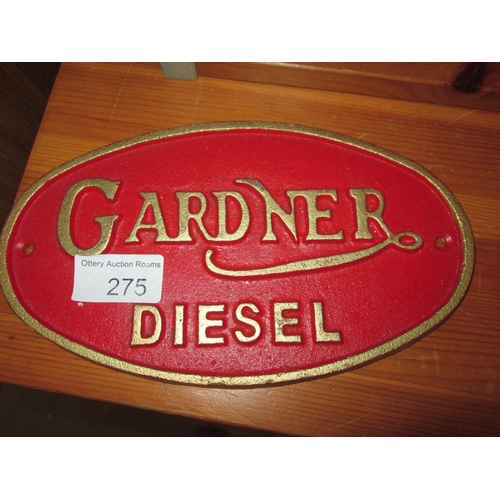 GARDNER
Ottery Auction Rooms
275
DIESEL